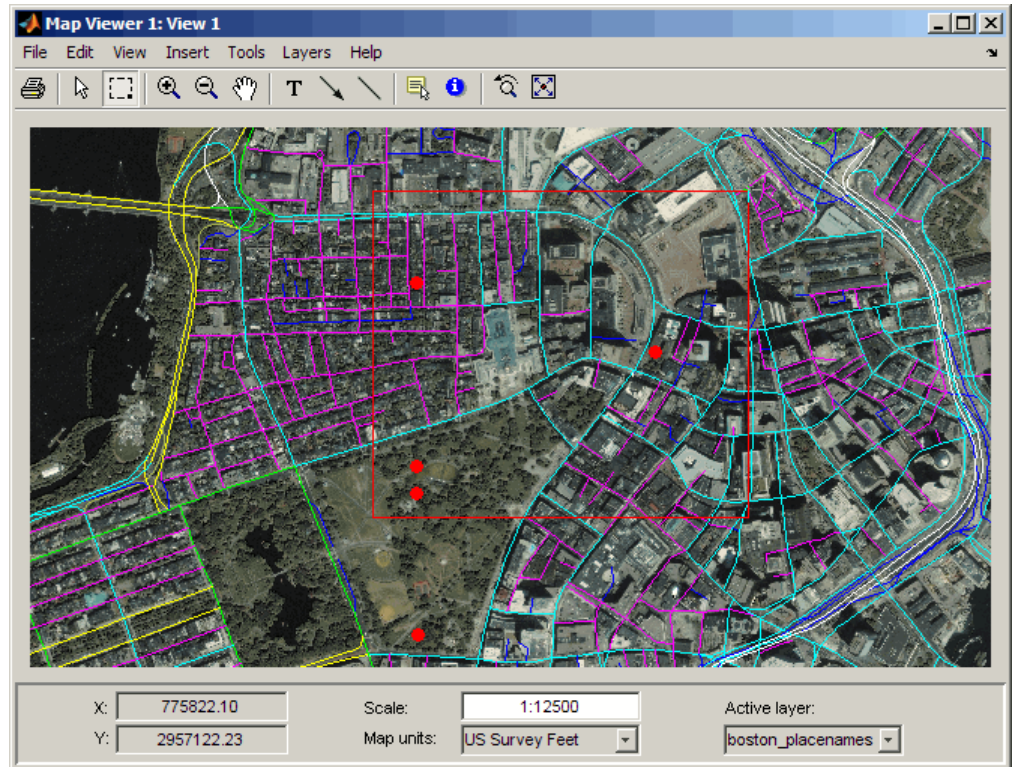 Map Viewer 1: View 1
File Edit View Insert Tools Layers Help
T
X: 775822.10 Scale: 1:12500 Active layer:
Y: 2957122.23 Map units: US Survey Feet boston_placenames